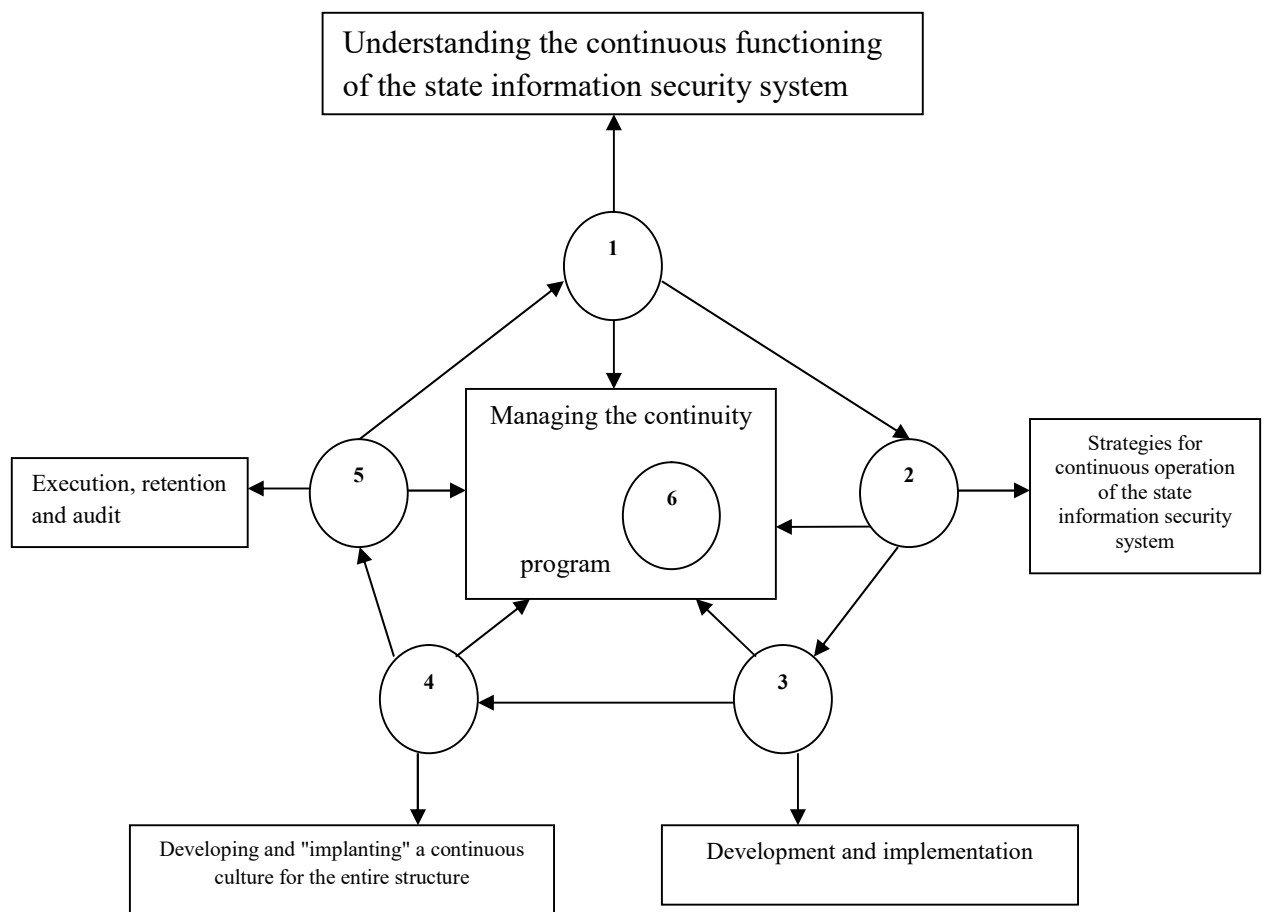 Understanding the continuous functioning
of the state information security system
1
Managing the continuity
6
program
5
Execution, retention
and audit
2
Strategies for
continuous operation
of the state
information security
system
4
3
Developing and "implanting" a continuous
culture for the entire structure
Development and implementation